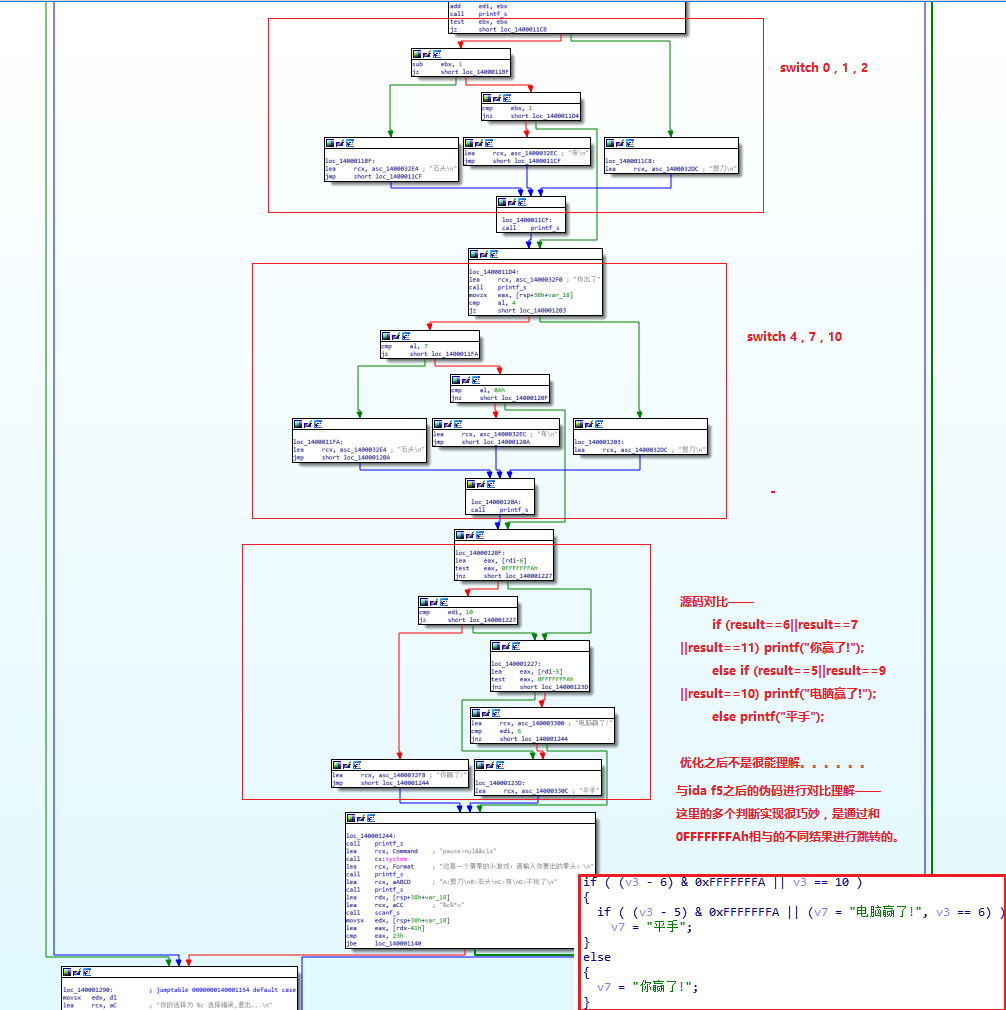 add edi, ebx
call printf_s
test ebx, ebx
jz short loc_1400011C8
switch 0，1，2
sub ebx, 1
jz short loc_1400011BF
cmp ebx, 1
jnz short loc_1400011D4
loc_1400011BF:
lea rcx, asc_1400032E4 ; "石头\n"
jmp short loc_1400011CF
lea rcx, asc_1400032EC ; "布\n"
jmp short loc_1400011CF
loc_1400011C8:
lea rcx, asc_1400032DC ; "剪刀\n"
loc_1400011CF:
call printf_s
loc_1400011D4:
lea rcx, asc_1400032F0 ; "你出了"
call printf_s
movzx eax, [rsp+38h+var_18]
cmp al, 4
jz short loc_140001203
switch 4，7，10
cmp al, 7
jz short loc_1400011FA
cmp al, 0Ah
jnz short loc_14000120F
loc_1400011FA:
lea rcx, asc_1400032E4 ; "石头\n"
jmp short loc_14000120A
lea rcx, asc_1400032EC ; "布\n"
jmp short loc_14000120A
loc_140001203:
lea rcx, asc_1400032DC ; "剪刀\n"
loc_14000120A:
call printf_s
loc_14000120F:
lea eax, [rdi-6]
test eax, 0FFFFFFFAh
jnz short loc_140001227
cmp edi, 10
jz short loc_140001227
loc_140001227:
lea eax, [rdi-5]
test eax, 0FFFFFFFAh
jnz short loc_14000123D
lea rcx, asc_140003300 ; "电脑赢了!"
cmp edi, 6
jnz short loc_140001244
lea rcx, asc_1400032F8 ; "你赢了!"
jmp short loc_140001244
loc_14000123D:
lea rcx, asc_14000330C ; "平手"
源码对比——
if (result==6||result==7
||result==11) printf("你赢了!");
else if (result==5||result==9
||result==10) printf("电脑赢了!");
else printf("平手");
优化之后不是很能理解。。。。。。
与ida f5之后的伪码进行对比理解——
这里的多个判断实现很巧妙，是通过和
0FFFFFFFAh相与的不同结果进行跳转的。
loc_140001244:
call printf_s
lea rcx, Command ; "pause>nul&&cls"
call cs:system
lea rcx, Format ; "这是一个猜拳的小游戏，请输入你要出的拳头：\n"
call printf_s
lea rcx, aABCD ; "A:剪刀\nB:石头\nC:布\nD:不玩了\n"
call printf_s
lea rdx, [rsp+38h+var_18]
lea rcx, aCC ; "%c%*c"
call scanf_s
movsx edx, [rsp+38h+var_18]
lea eax, [rdx-41h]
cmp eax, 23h
jbe loc_140001140
if ( (v3 - 6) & 0xFFFFFFFA || v3 == 10 )
{
if ( (v3 - 5) & 0xFFFFFFFA || (v7 = "电脑赢了!", v3 == 6) )
v7 = "平手";
}
else
{
v7 = "你赢了!";
}
loc_140001290: ; jumptable 0000000140001154 default case
movsx edx, dl
lea rcx, aC ; "你的选择为 %c 选择错误,退出...\n"